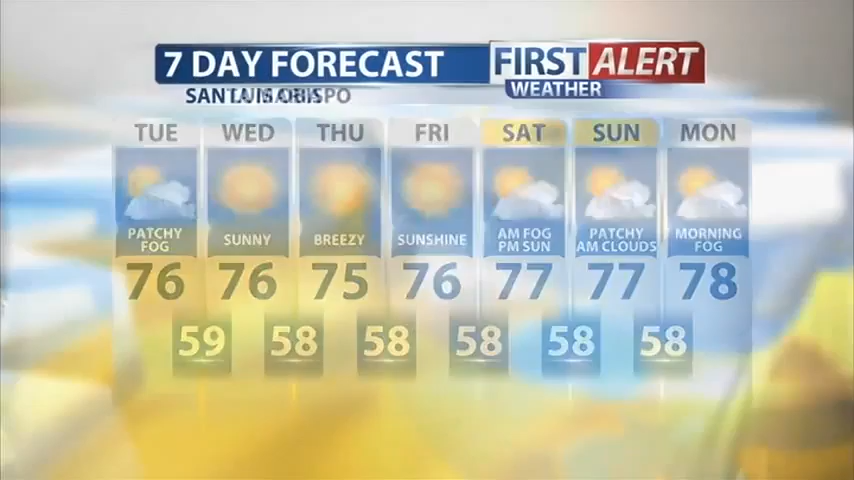 7 DAY FORECAST
FIRST ALERT
WEATHER
TUE WED THU FRI SAT SUN MON
PATCHY FOG
SUNNY
BREEZY
SUNSHINE
AM FOG PM SUN
PATCHY AM CLOUDS
MORNING FOG
76 76 75 76 77 77 78
59 58 58 58 58 58